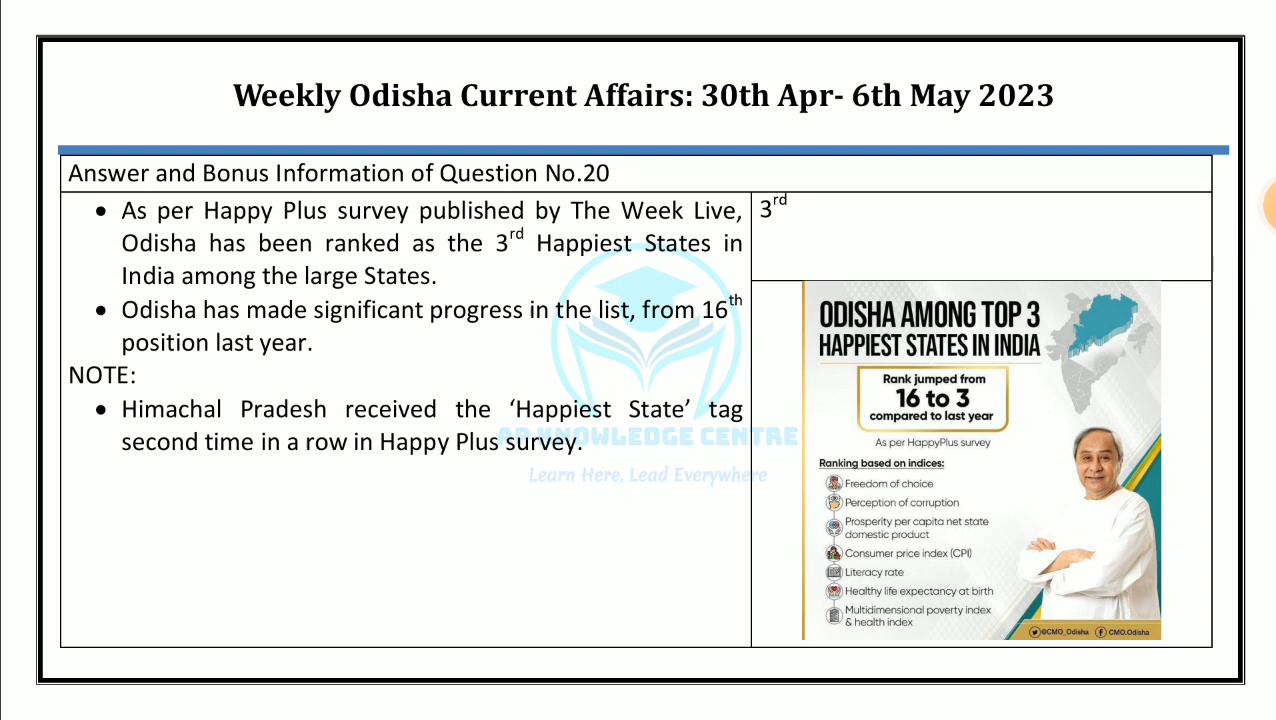 Weekly Odisha Current Affairs: 30th Apr- 6th May 2023
Answer and Bonus Information of Question No.20
• As per Happy Plus survey published by The Week Live,
Odisha has been ranked as the 3rd Happiest States in
India among the large States.
• Odisha has made significant progress in the list, from 16th
position last year.
NOTE:
• Himachal Pradesh received the ‘Happiest State’ tag
second time in a row in Happy Plus survey.
3rd
ODISHA AMONG TOP 3
HAPPIEST STATES IN INDIA
Rank jumped from
16 to 3
compared to last year
As per HappyPlus survey
Ranking based on indices:
Freedom of choice
Perception of corruption
Prosperity per capita net state
domestic product
Consumer price index (CPI)
Literacy rate
Healthy life expectancy at birth
Multidimensional poverty index
& health index
@CMO_Odisha CMO.Odisha
KNOWLEDGE CENTRE
Learn Here, Lead Everywhere